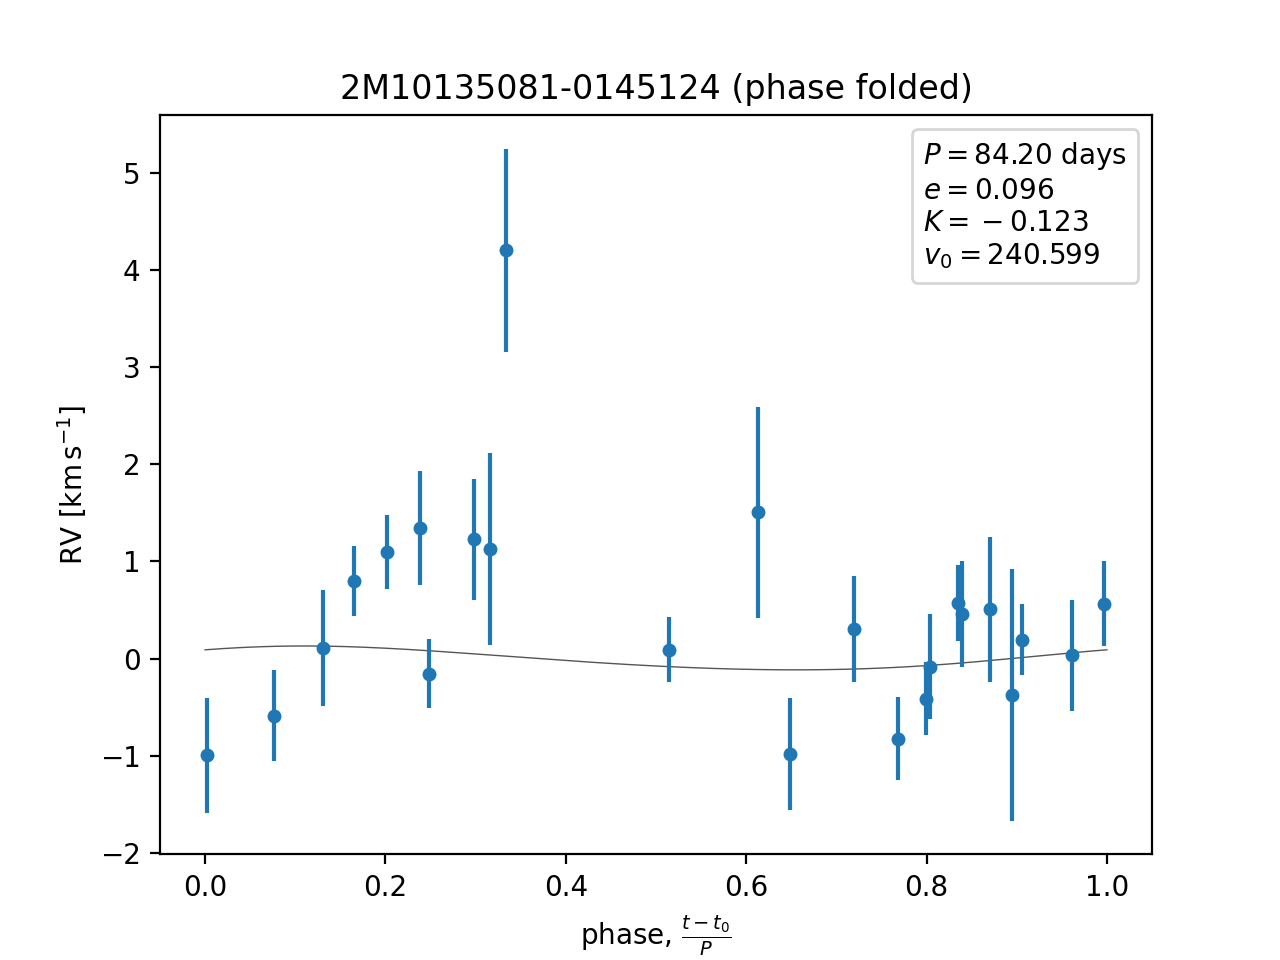 2M10135081-0145124 (phase folded)
P = 84.20 days
e = 0.096
K = −0.123
v₀ = 240.599
RV [km s⁻¹]
5
4
3
2
1
0
−1
−2
0.0 0.2 0.4 0.6 0.8 1.0
phase, (t − t₀)/P